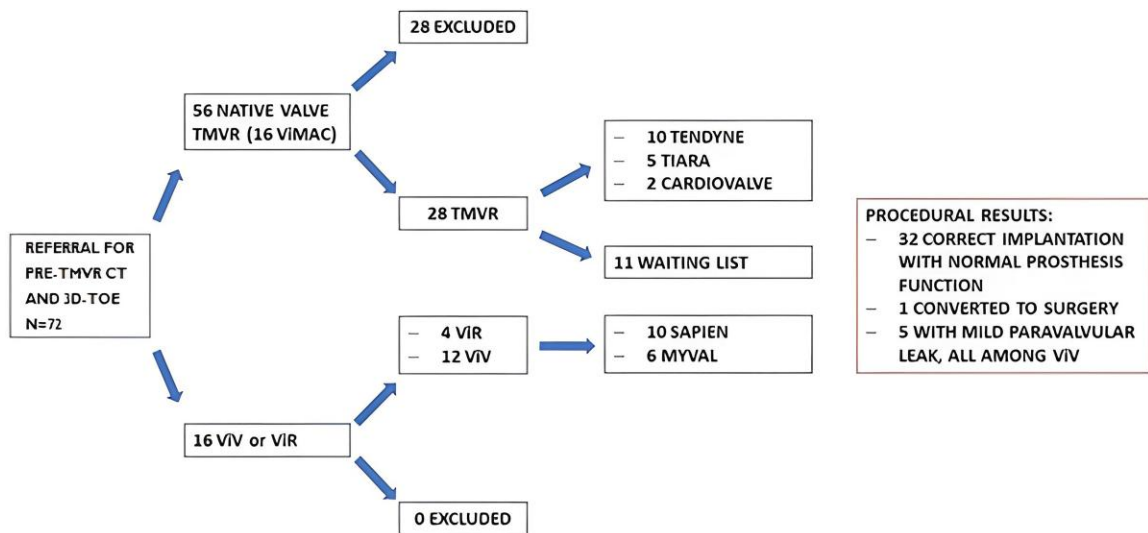 28 EXCLUDED
56 NATIVE VALVE
TMVR (16 ViMAC)
– 10 TENDYNE
– 5 TIARA
– 2 CARDIOVALVE
28 TMVR
REFERRAL FOR
PRE-TMVR CT
AND 3D-TOE
N=72
11 WAITING LIST
– 4 ViR
– 12 ViV
– 10 SAPIEN
– 6 MYVAL
16 ViV or ViR
0 EXCLUDED
PROCEDURAL RESULTS:
– 32 CORRECT IMPLANTATION
WITH NORMAL PROSTHESIS
FUNCTION
– 1 CONVERTED TO SURGERY
– 5 WITH MILD PARAVALVULAR
LEAK, ALL AMONG ViV